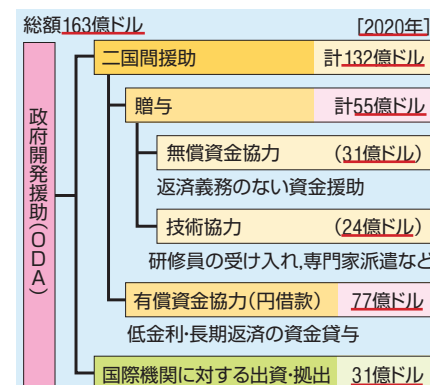 総額163億ドル [2020年]
政府開発援助(ODA)
二国間援助 計132億ドル
贈与 計55億ドル
無償資金協力 (31億ドル)
返済義務のない資金援助
技術協力 (24億ドル)
研修員の受け入れ,専門家派遣など
有償資金協力(円借款) 77億ドル
低金利・長期返済の資金貸与
国際機関に対する出資・拠出 31億ドル